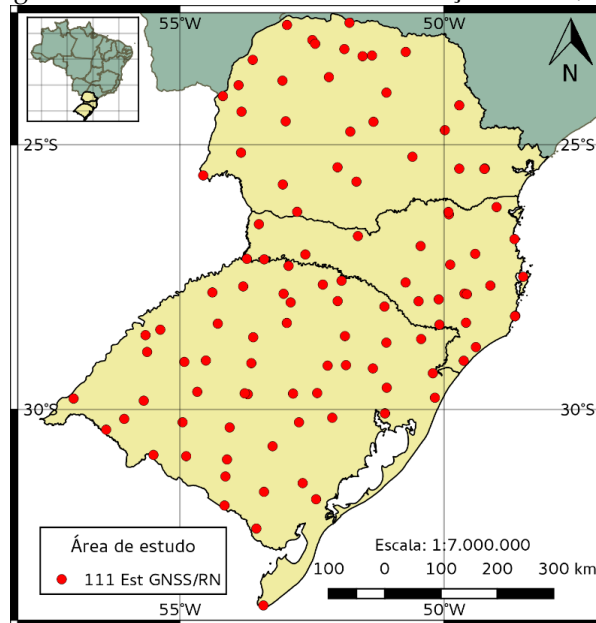 55°W 50°W
N
25°S 25°S
30°S 30°S
Área de estudo
111 Est GNSS/RN
Escala: 1:7.000.000
100 0 100 200 300 km
55°W 50°W